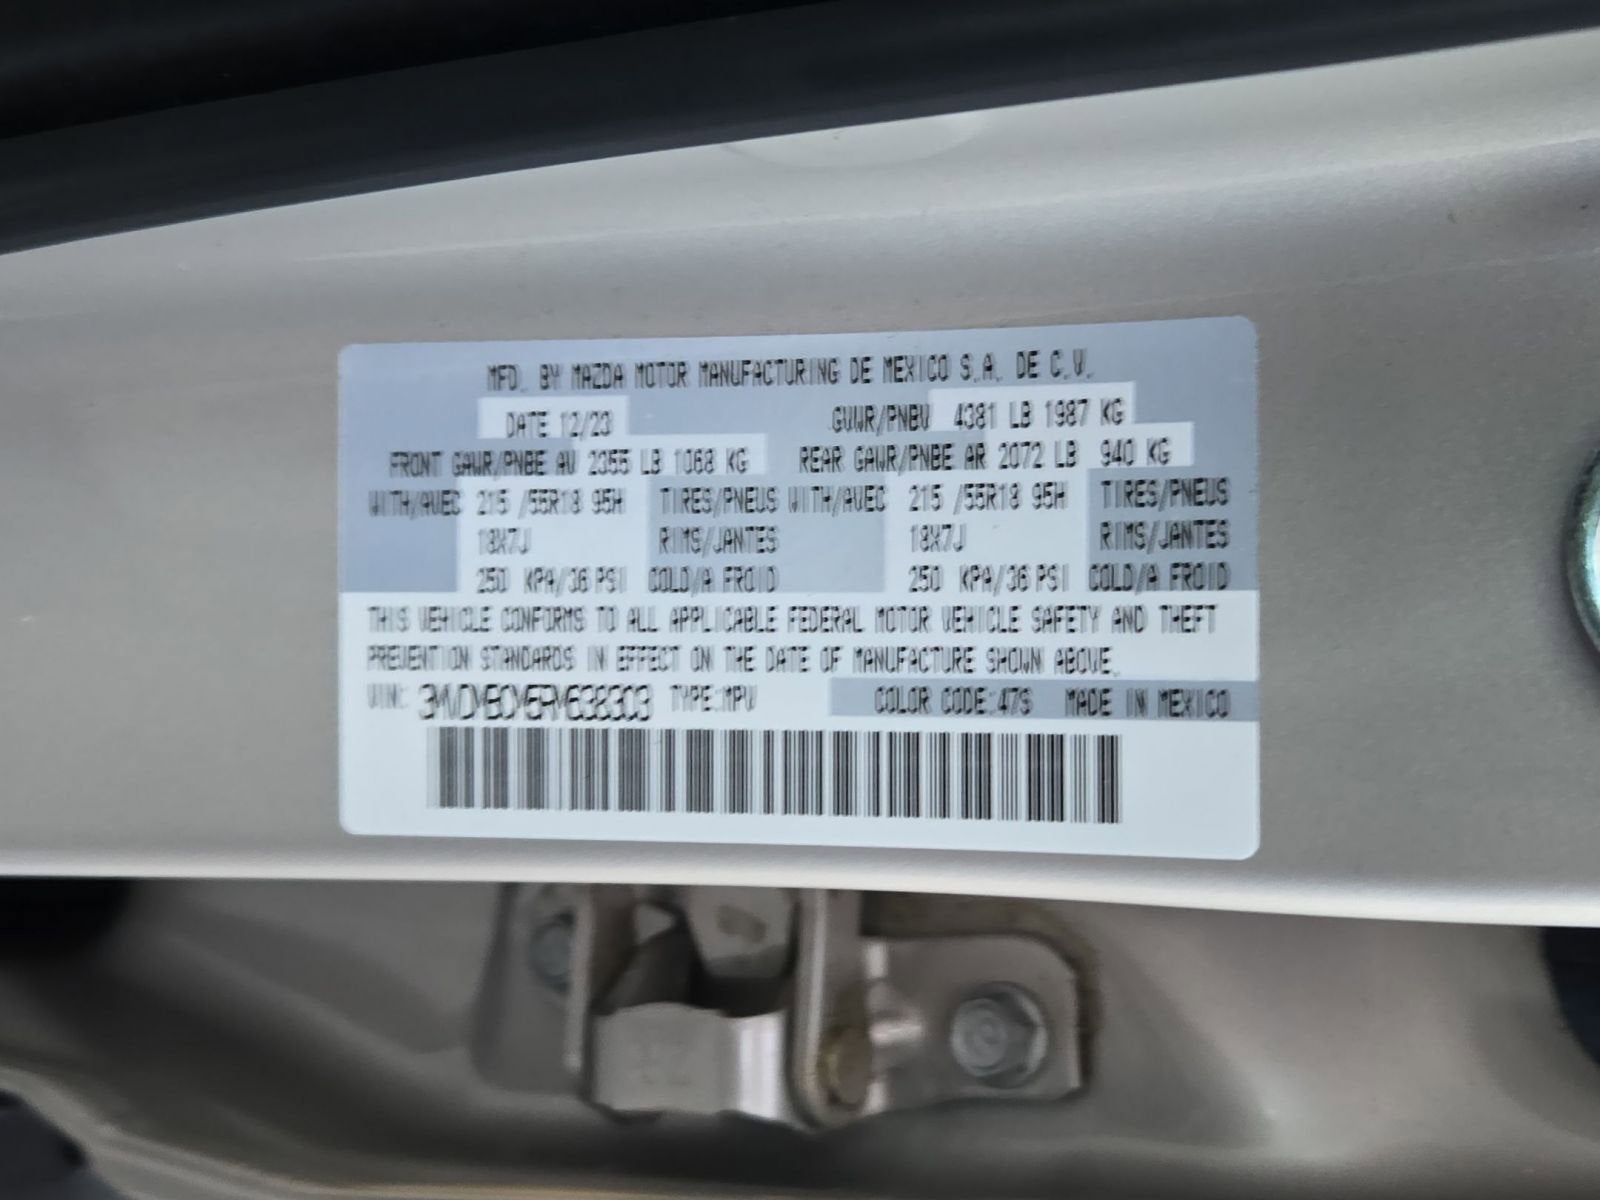 MFD. BY MAZDA MOTOR MANUFACTURING DE MEXICO S.A. DE C.V.
DATE 12/23 GVWR/PNBV 4381 LB 1987 KG
FRONT GAWR/PNBE AV 2355 LB 1068 KG REAR GAWR/PNBE AR 2072 LB 940 KG
WITH/AVEC 215 /55R18 95H TIRES/PNEUS WITH/AVEC 215 /55R18 95H TIRES/PNEUS
18X7J RIMS/JANTES 18X7J RIMS/JANTES
250 KPA/36 PSI COLD/A FROID 250 KPA/36 PSI COLD/A FROID
THIS VEHICLE CONFORMS TO ALL APPLICABLE FEDERAL MOTOR VEHICLE SAFETY AND THEFT
PREVENTION STANDARDS IN EFFECT ON THE DATE OF MANUFACTURE SHOWN ABOVE.
VIN: 3MVDMBCM5RM638303 TYPE:MPV COLOR CODE:47S MADE IN MEXICO